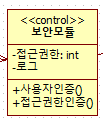 <<control>>
보안모듈
-접근권한: int
-로그
+사용자인증()
+접근권한인증()